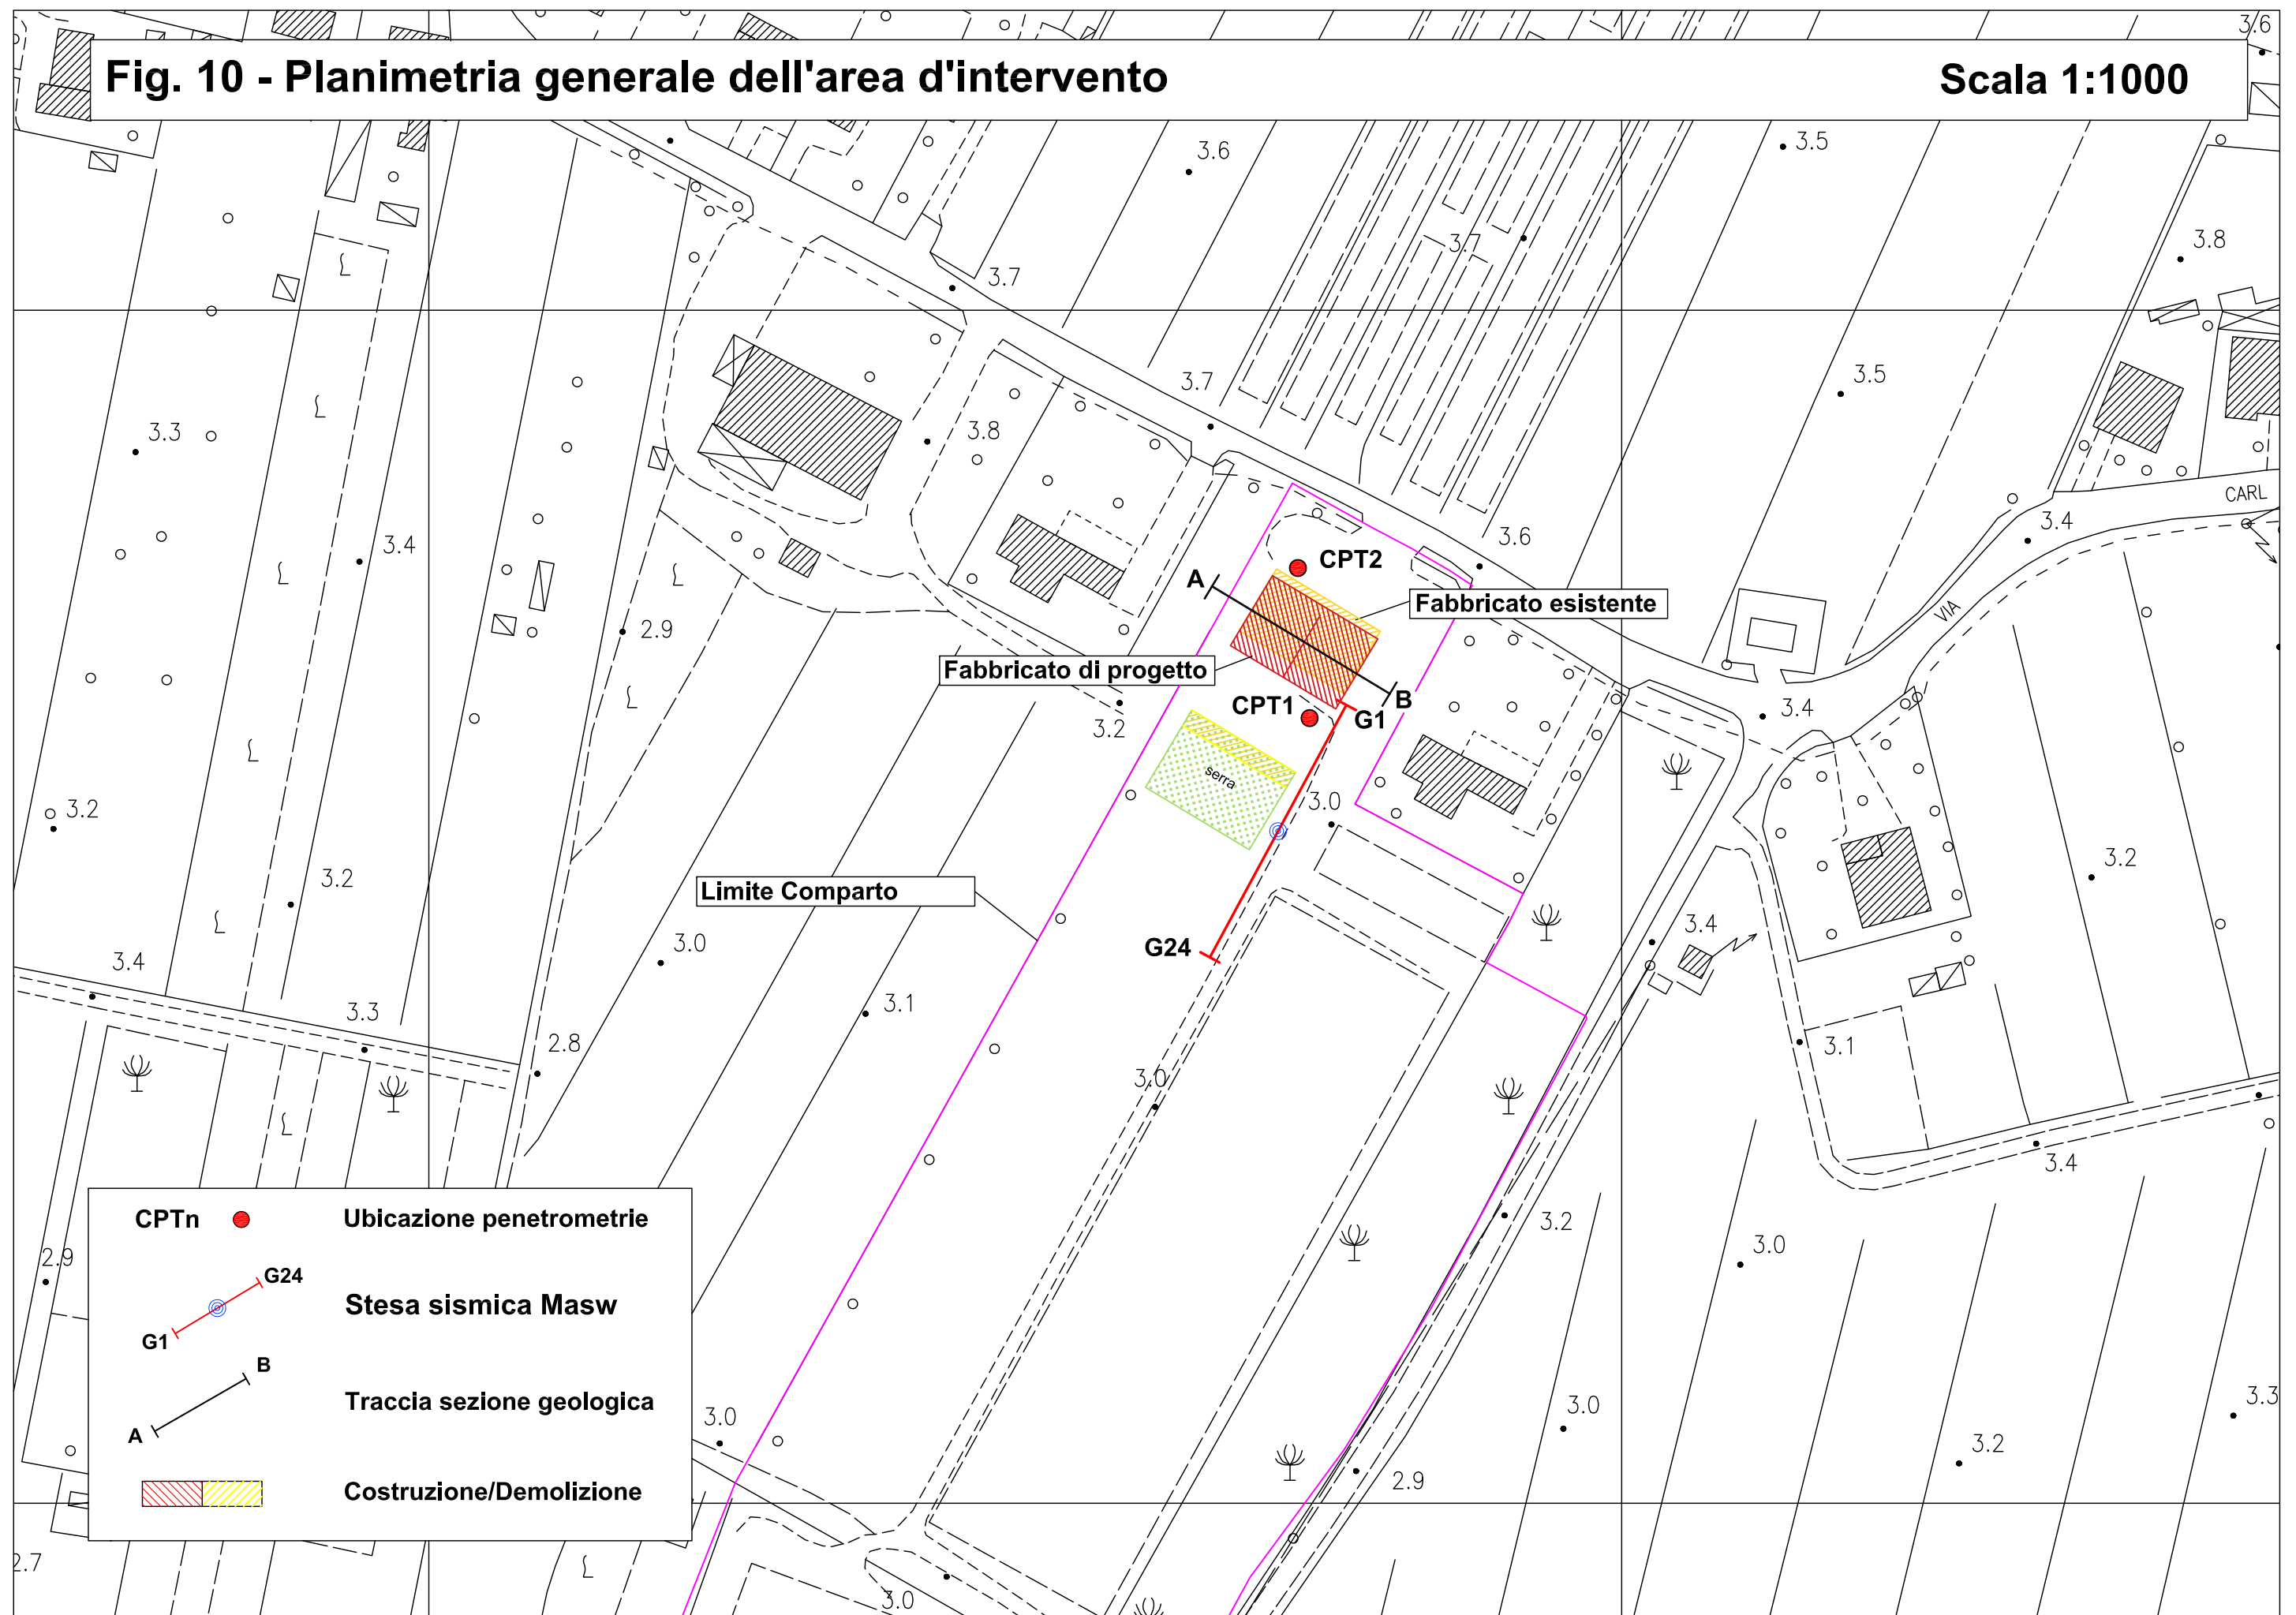 3.6
Fig. 10 - Planimetria generale dell'area d'intervento
Scala 1:1000
3.6
3.5
3.7
3.8
3.7
3.7
3.5
3.3
3.8
CARL
3.4
3.6
3.4
CPT2
A
Fabbricato esistente
VIA
2.9
Fabbricato di progetto
B
CPT1
G1
3.4
3.2
serra
3.0
3.2
3.2
3.2
Limite Comparto
3.4
3.0
G24
3.4
3.1
3.3
2.8
3.1
3.0
3.4
3.2
3.0
2.9
CPTn
Ubicazione penetrometrie
G24
Stesa sismica Masw
G1
B
Traccia sezione geologica
A
Costruzione/Demolizione
3.0
3.0
3.3
3.2
2.9
2.7
3.0